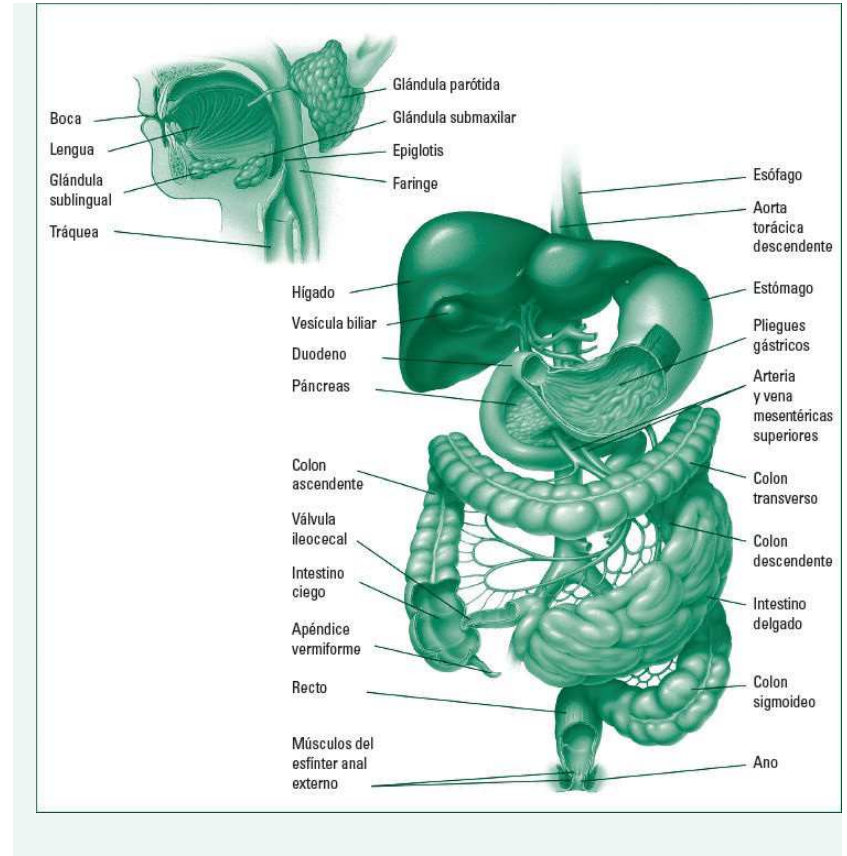 Boca
Lengua
Glándula
sublingual
Tráquea
Glándula parótida
Glándula submaxilar
Epiglotis
Faringe
Hígado
Vesícula biliar
Duodeno
Páncreas
Colon
ascendente
Válvula
ileocecal
Intestino
ciego
Apéndice
vermiforme
Recto
Músculos del
esfínter anal
externo
Esófago
Aorta
torácica
descendente
Estómago
Pliegues
gástricos
Arteria
y vena
mesentéricas
superiores
Colon
transverso
Colon
descendente
Intestino
delgado
Colon
sigmoideo
Ano